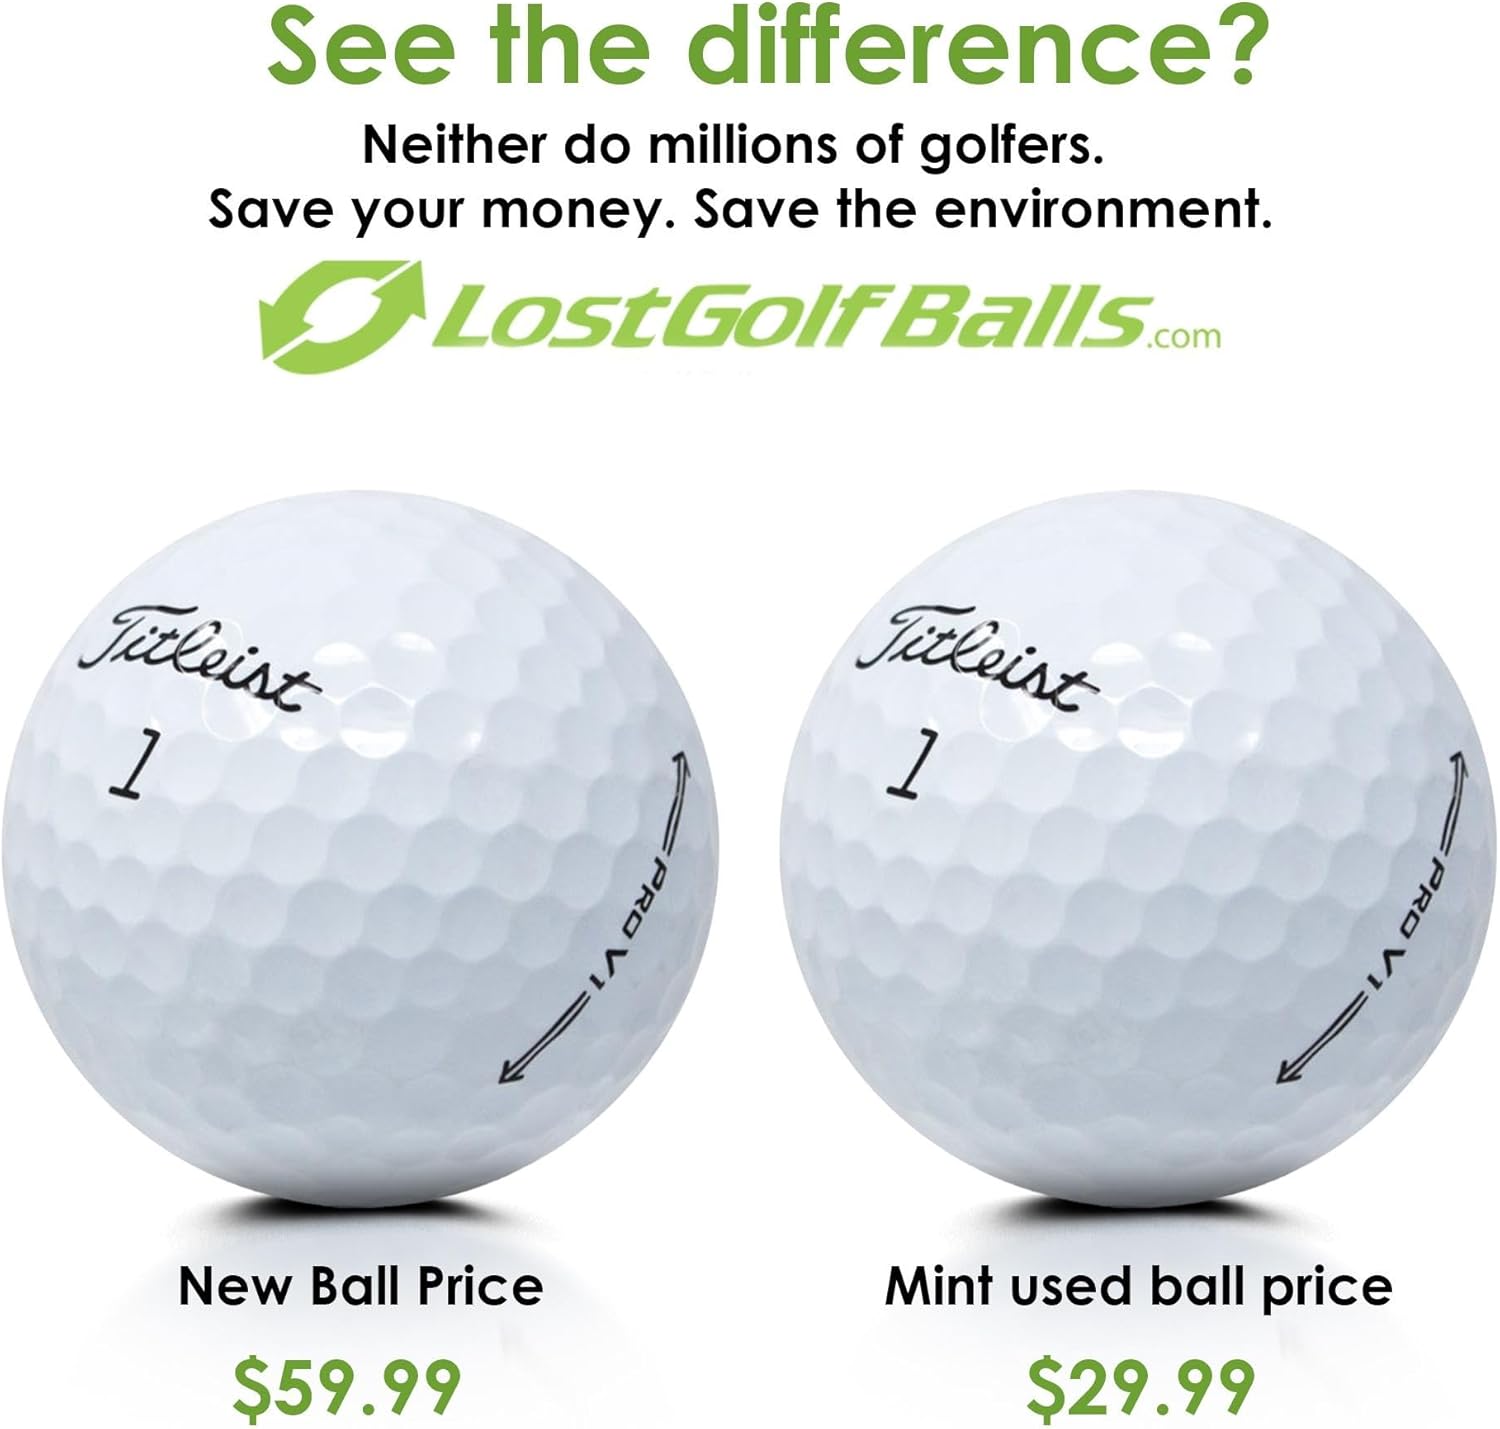 See the difference?
Neither do millions of golfers.
Save your money. Save the environment.
LostGolfBalls.com
Titleist
1
PRO V1
Titleist
1
PRO V1
New Ball Price
Mint used ball price
$59.99
$29.99